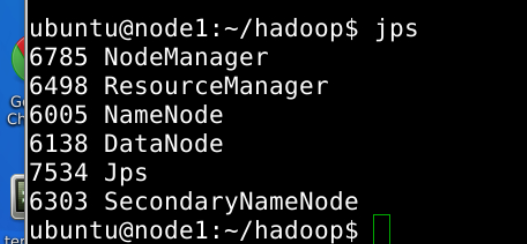 ubuntu@node1:~/hadoop$ jps
6785 NodeManager
6498 ResourceManager
6005 NameNode
6138 DataNode
7534 Jps
6303 SecondaryNameNode
ubuntu@node1:~/hadoop$